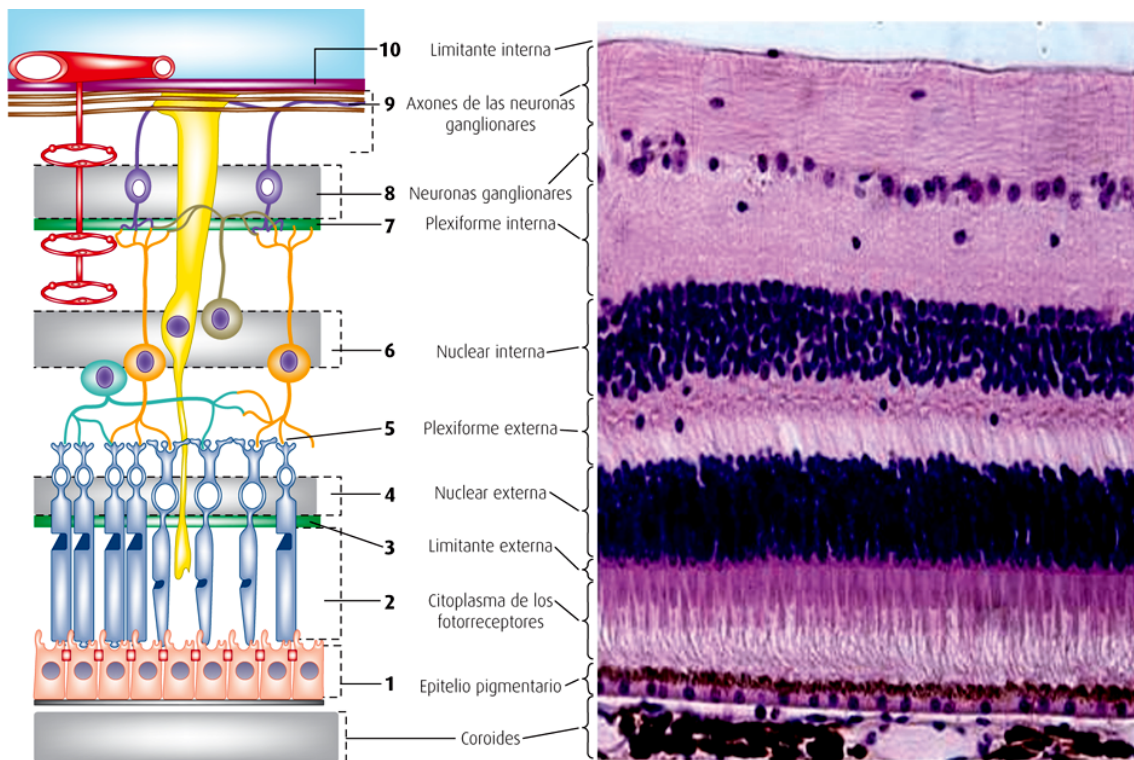 10 Limitante interna
9 Axones de las neuronas
ganglionares
8 Neuronas ganglionares
7 Plexiforme interna
6 Nuclear interna
5 Plexiforme externa
4 Nuclear externa
3 Limitante externa
2 Citoplasma de los
fotorreceptores
1 Epitelio pigmentario
Coroides